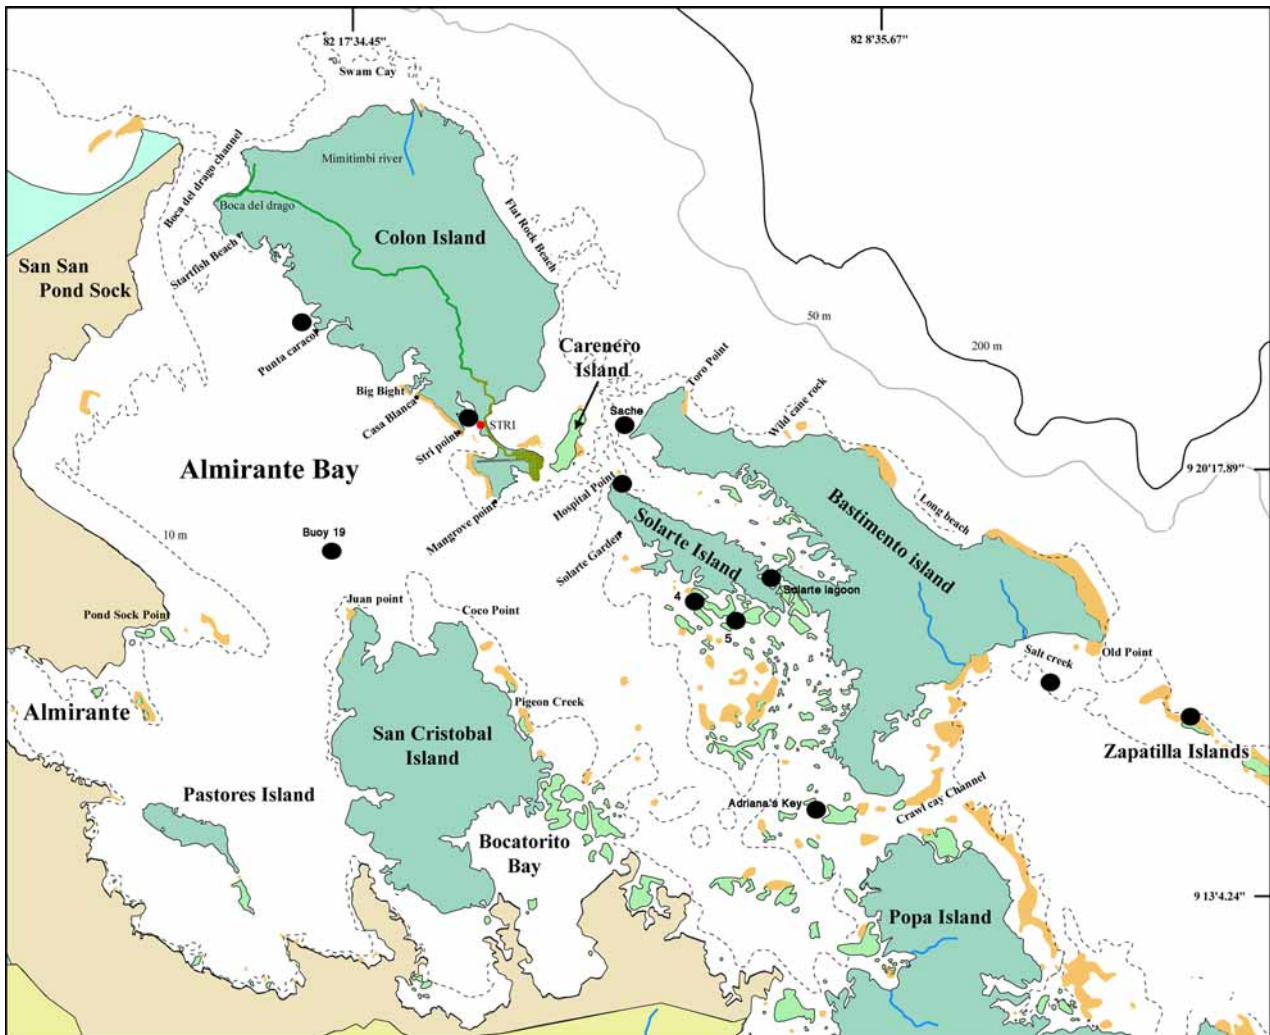 82 17'34.45"
82 8'35.67"
Swam Cay
Mimitimbi river
Boca del drago channel
Boca del drago
Flat Rock Beach
Colon Island
Startfish Beach
San San
Pond Sock
50 m
200 m
Punta caracol
Carenero
Island
Toro Point
Big Bight
Casa Blanca
Sache
Wild cane rock
STRI
Stri point
Almirante Bay
9 20'17.89"
Hospital Point
Long beach
Mangrove point
Solarte Island
Bastimento island
10 m
Buoy 19
Solarte Garden
Solarte lagoon
4
5
Juan point
Coco Point
Pond Sock Point
Salt creek
Old Point
Almirante
Pigeon Creek
San Cristobal
Island
Zapatilla Islands
Pastores Island
Adriana's Key
Crawl cay Channel
Bocatorito
Bay
Popa Island
9 13'4.24"